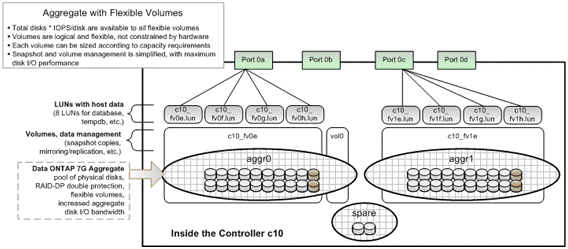 Aggregate with Flexible Volumes
• Total disks * IOPS/disk are available to all flexible volumes
• Volumes are logical and flexible, not constrained by hardware
• Each volume can be sized according to capacity requirements
• Snapshot and volume management is simplified, with maximum
disk I/O performance
Port 0a
Port 0b
Port 0c
Port 0d
LUNs with host data
(8 LUNs for database,
tempdb, etc.)
c10_
fv0e.lun
c10_
fv0f.lun
c10_
fv0g.lun
c10_
fv0h.lun
c10_
fv1e.lun
c10_
fv1f.lun
c10_
fv1g.lun
c10_
fv1h.lun
Volumes, data management
(snapshot copies,
mirroring/replication, etc.)
c10_fv0e
vol0
c10_fv1e
Data ONTAP 7G Aggregate
pool of physical disks,
RAID-DP double protection,
flexible volumes,
increased aggregate
disk I/O bandwidth
aggr0
aggr1
spare
Inside the Controller c10